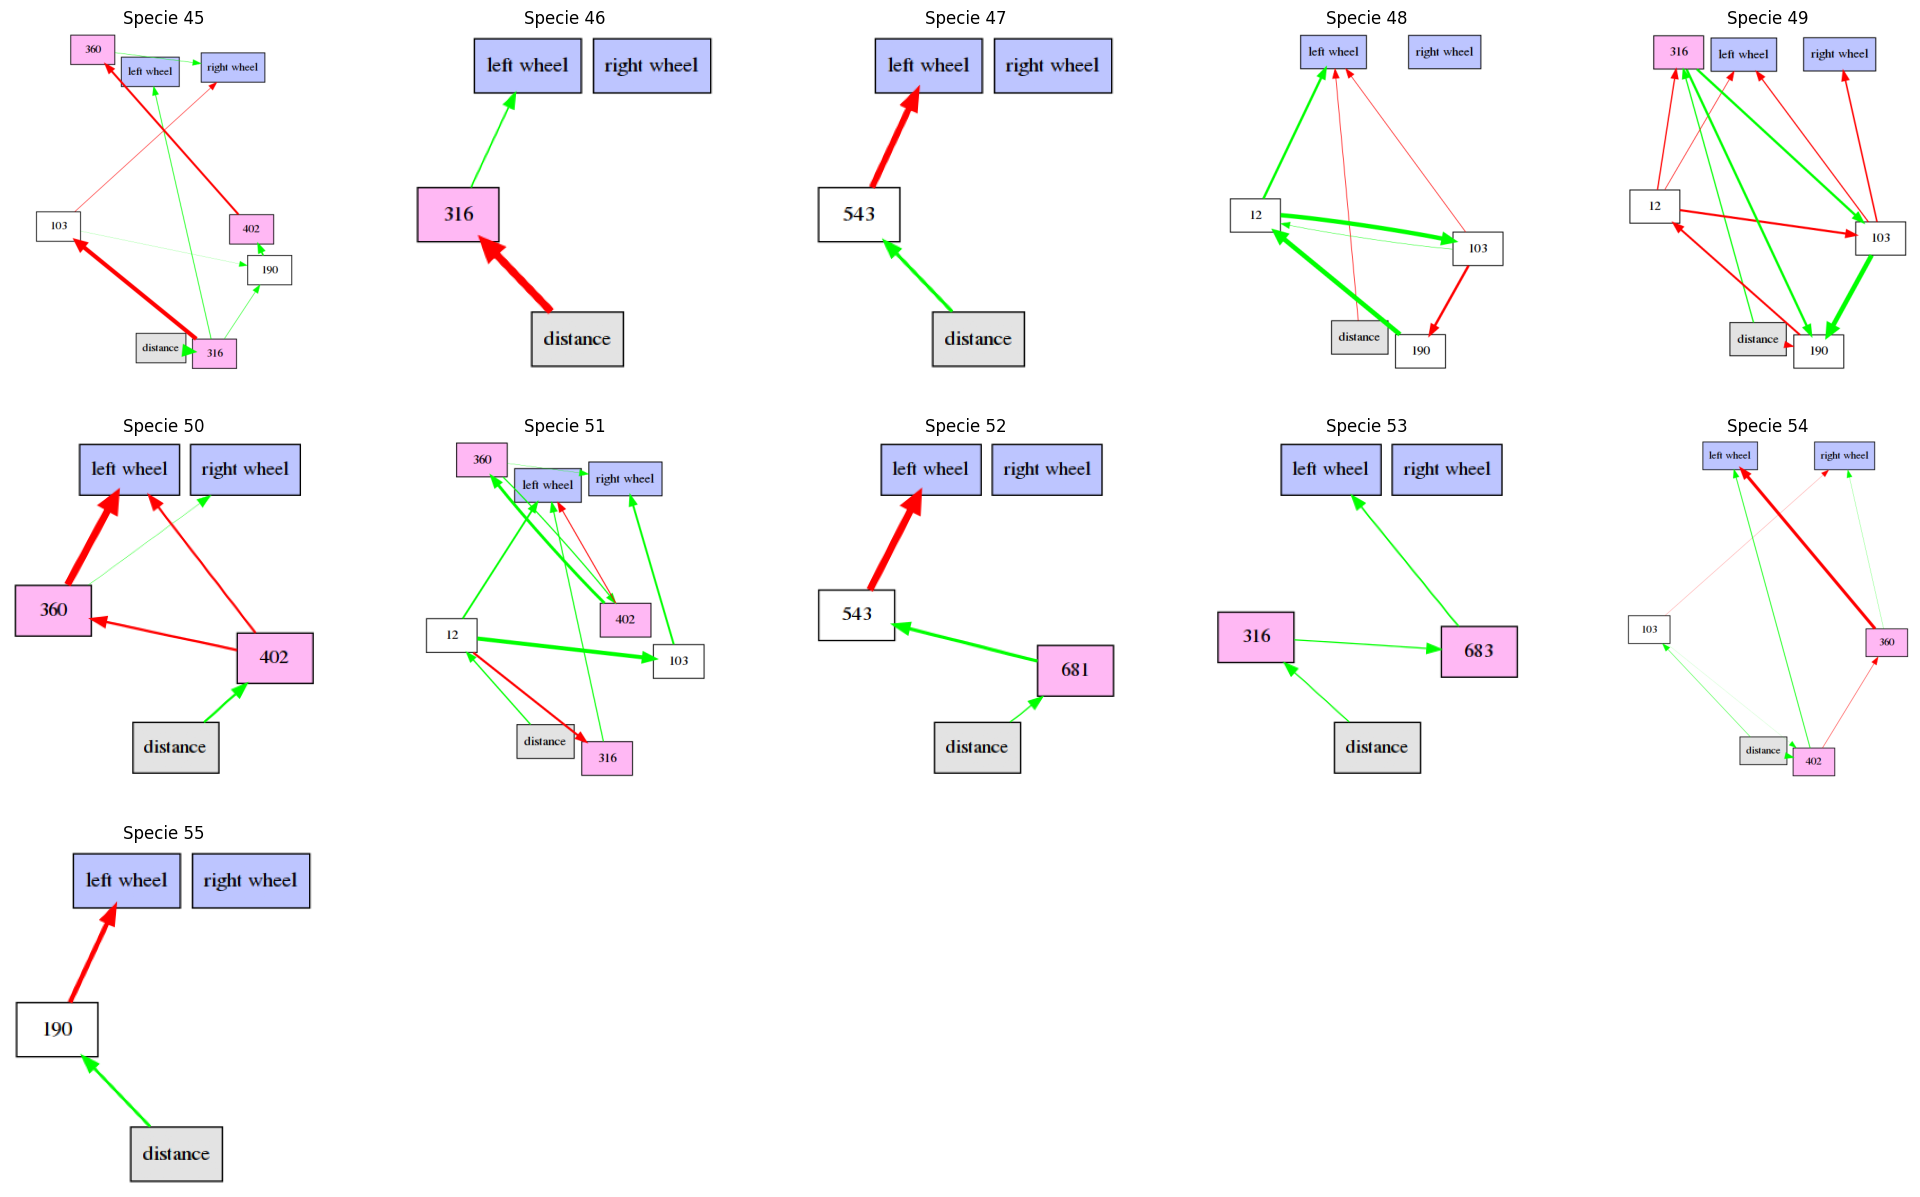 Specie 45
360
left wheel
right wheel
103
402
190
distance
316
Specie 46
left wheel
right wheel
316
distance
Specie 47
left wheel
right wheel
543
distance
Specie 48
left wheel
right wheel
12
103
distance
190
Specie 49
316
left wheel
right wheel
12
103
distance
190
Specie 50
left wheel
right wheel
360
402
distance
Specie 51
360
left wheel
right wheel
402
12
103
distance
316
Specie 52
left wheel
right wheel
543
681
distance
Specie 53
left wheel
right wheel
316
683
distance
Specie 54
left wheel
right wheel
103
360
distance
402
Specie 55
left wheel
right wheel
190
distance